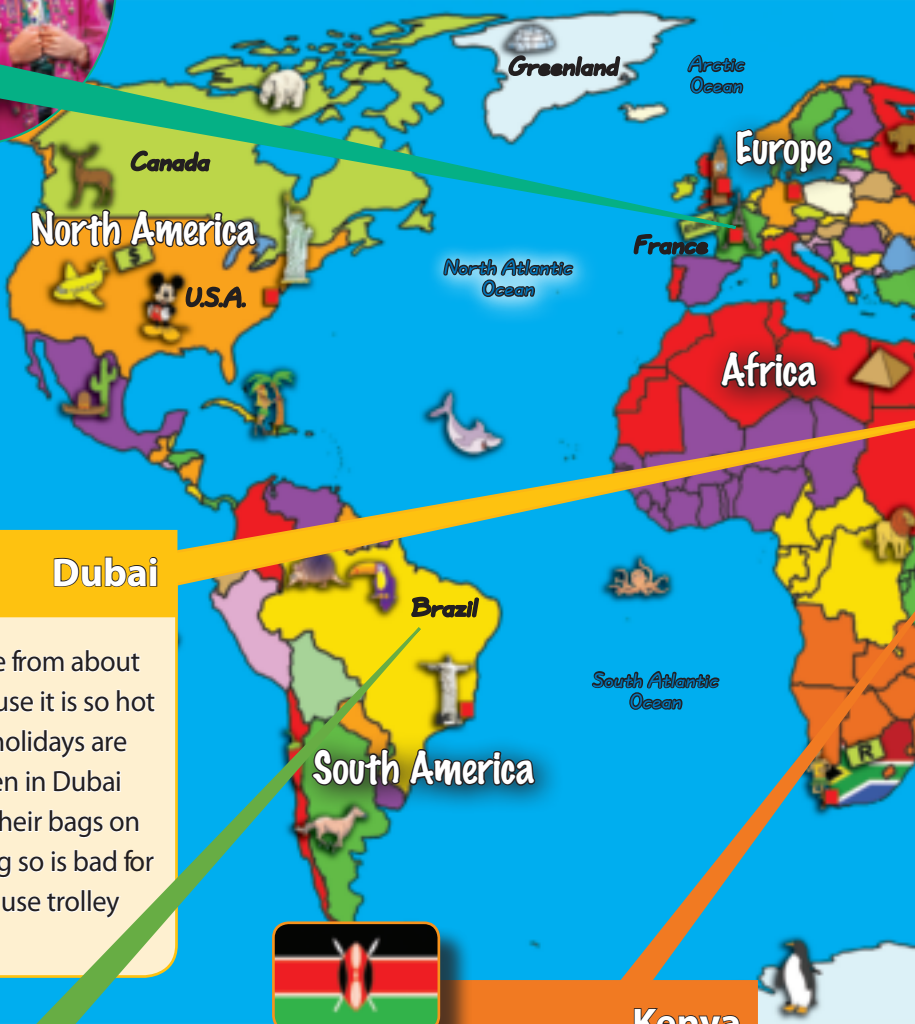 Greenland
Arctic
Ocean
Europe
Canada
North America
France
North Atlantic
Ocean
$
U.S.A.
Africa
Dubai
Brazil
e from about
use it is so hot
holidays are
en in Dubai
heir bags on
g so is bad for
use trolley
South Atlantic
Ocean
South America
R
Kenya